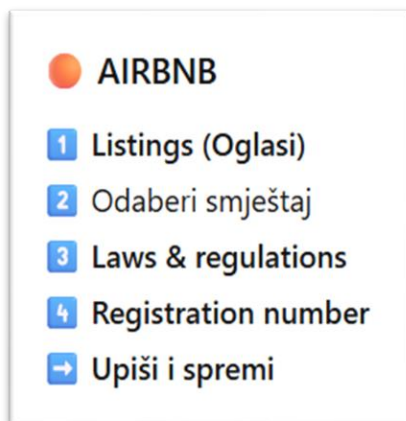 AIRBNB
1 Listings (Oglasi)
2 Odaberi smještaj
3 Laws & regulations
4 Registration number
➡ Upiši i spremi